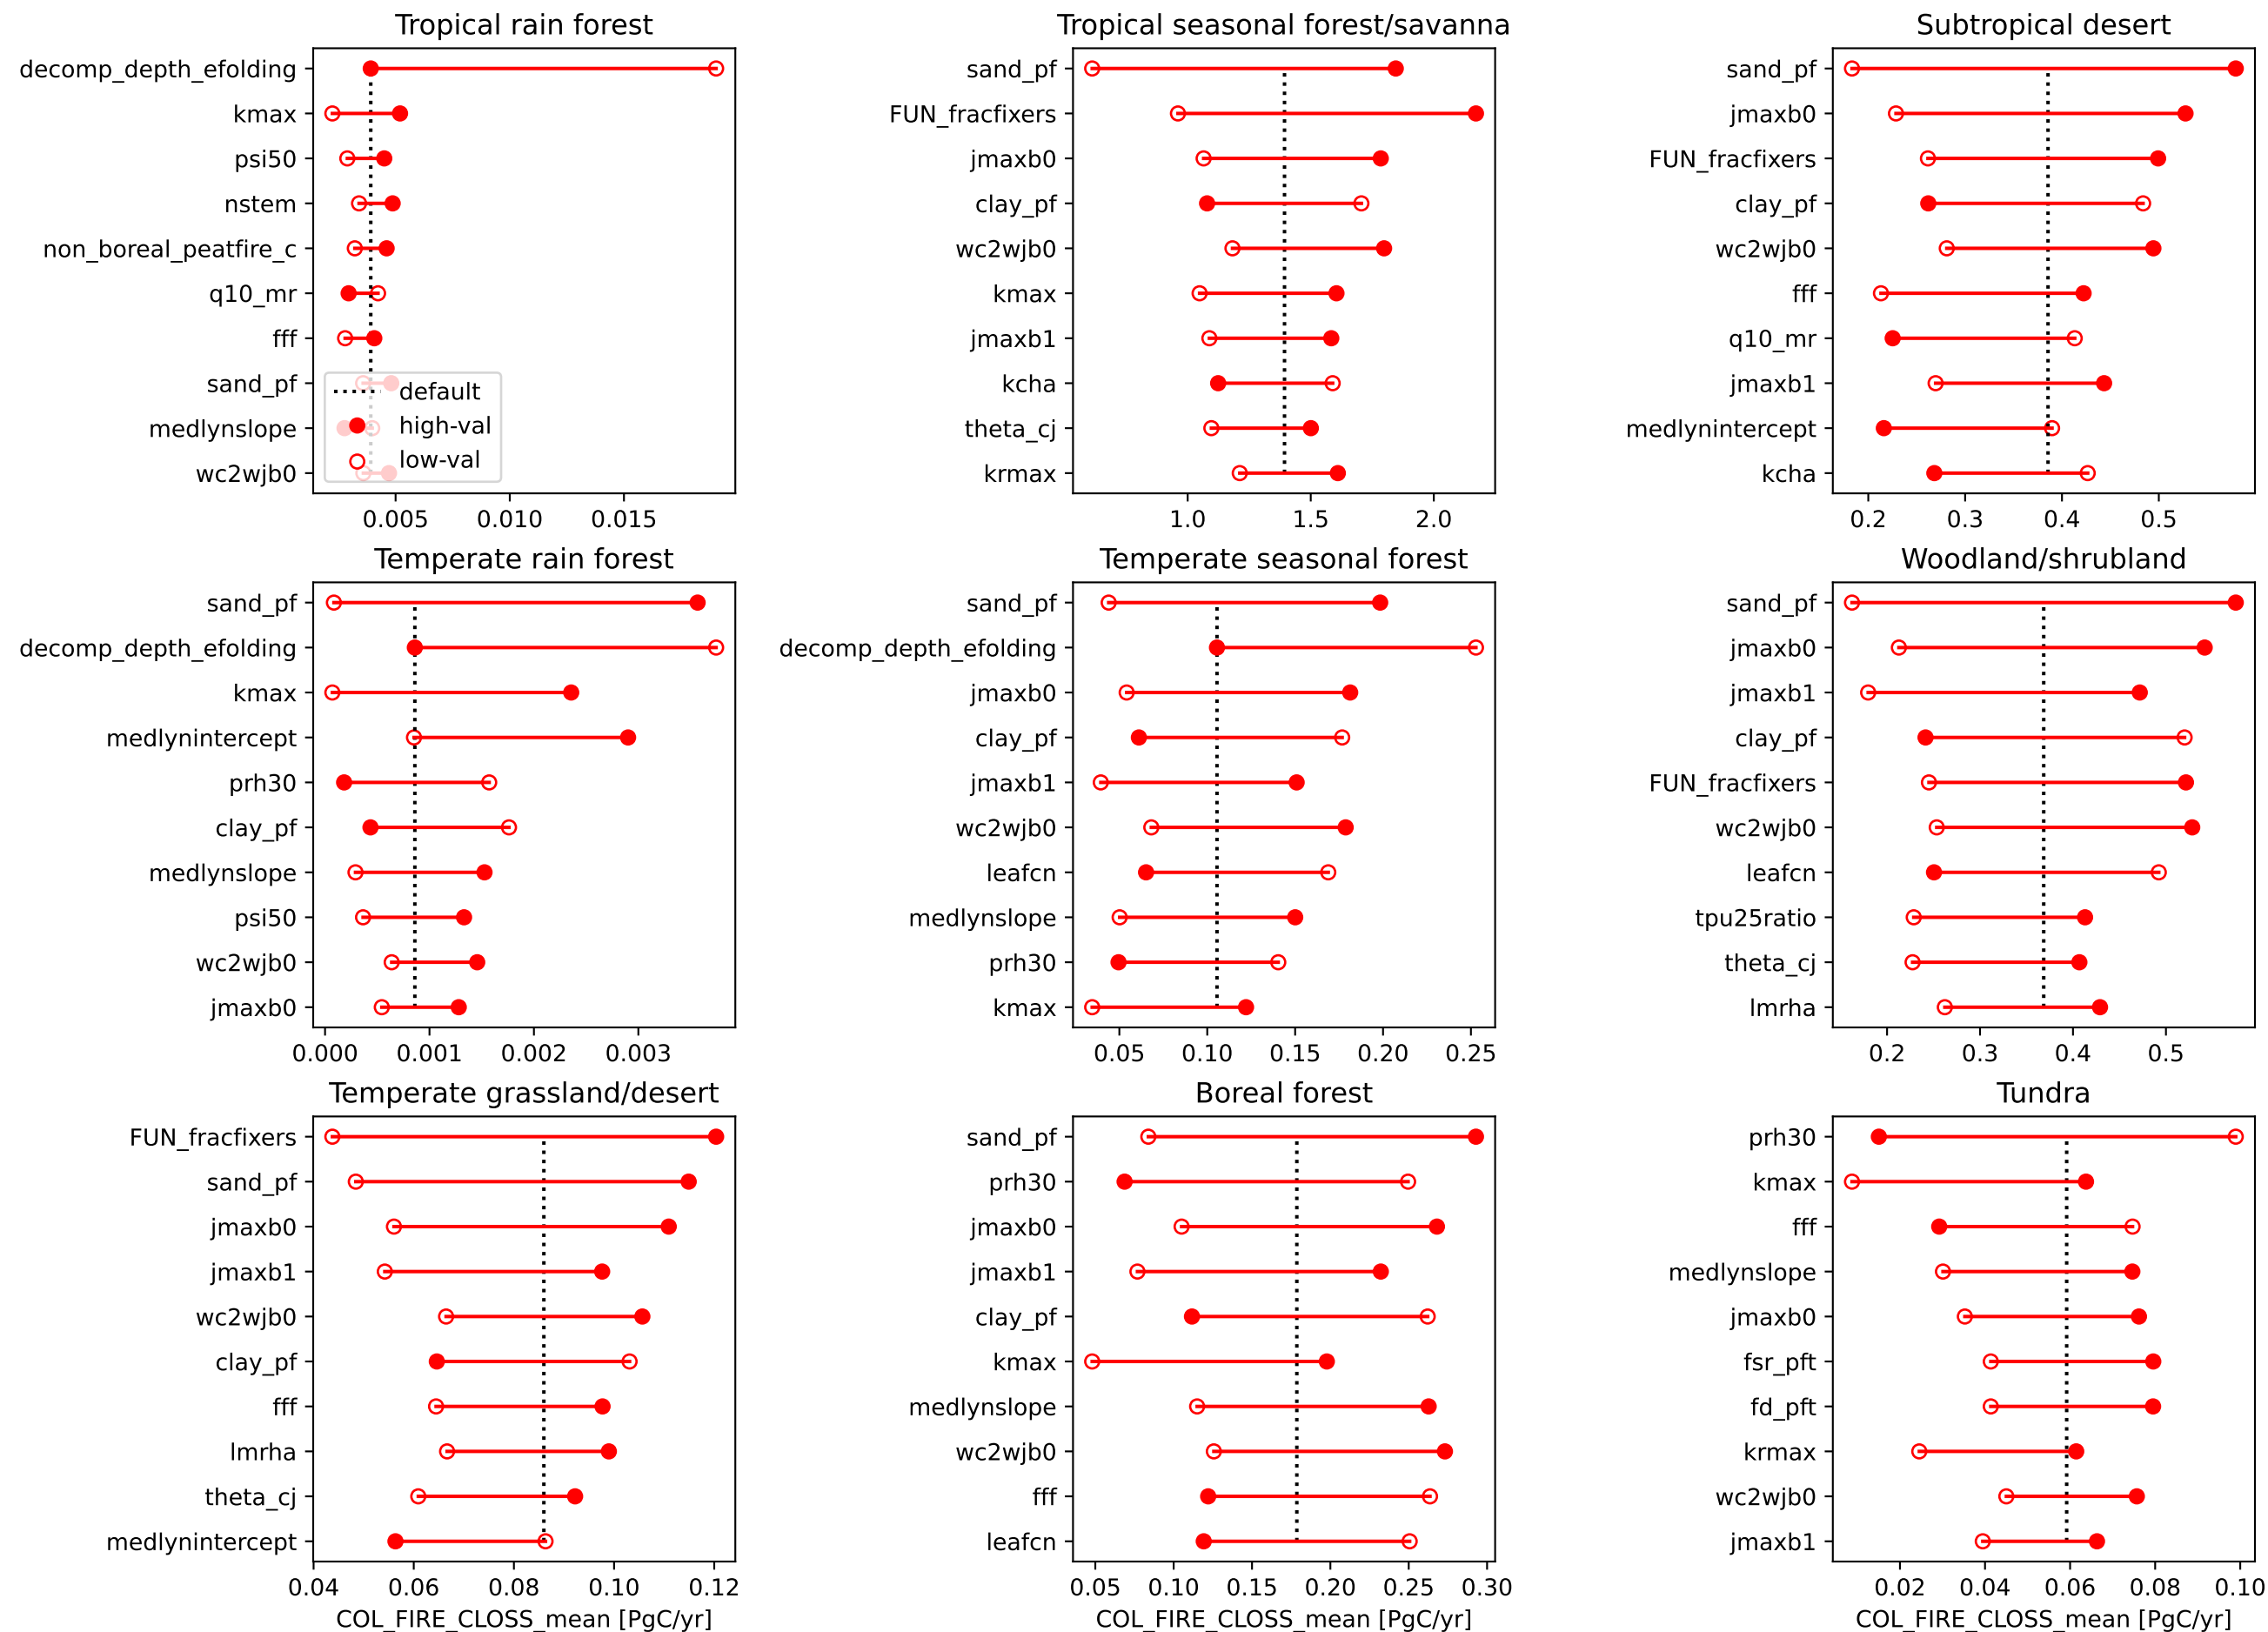 Tropical rain forest
decomp_depth_efolding
kmax
psi50
nstem
non_boreal_peatfire_c
q10_mr
fff
sand_pf
medlynslope
wc2wjb0
default
high-val
low-val
0.005 0.010 0.015
Tropical seasonal forest/savanna
sand_pf
FUN_fracfixers
jmaxb0
clay_pf
wc2wjb0
kmax
jmaxb1
kcha
theta_cj
krmax
1.0 1.5 2.0
Subtropical desert
sand_pf
jmaxb0
FUN_fracfixers
clay_pf
wc2wjb0
fff
q10_mr
jmaxb1
medlynintercept
kcha
0.2 0.3 0.4 0.5
Temperate rain forest
sand_pf
decomp_depth_efolding
kmax
medlynintercept
prh30
clay_pf
medlynslope
psi50
wc2wjb0
jmaxb0
0.000 0.001 0.002 0.003
Temperate seasonal forest
sand_pf
decomp_depth_efolding
jmaxb0
clay_pf
jmaxb1
wc2wjb0
leafcn
medlynslope
prh30
kmax
0.05 0.10 0.15 0.20 0.25
Woodland/shrubland
sand_pf
jmaxb0
jmaxb1
clay_pf
FUN_fracfixers
wc2wjb0
leafcn
tpu25ratio
theta_cj
lmrha
0.2 0.3 0.4 0.5
Temperate grassland/desert
FUN_fracfixers
sand_pf
jmaxb0
jmaxb1
wc2wjb0
clay_pf
fff
lmrha
theta_cj
medlynintercept
0.04 0.06 0.08 0.10 0.12
COL_FIRE_CLOSS_mean [PgC/yr]
Boreal forest
sand_pf
prh30
jmaxb0
jmaxb1
clay_pf
kmax
medlynslope
wc2wjb0
fff
leafcn
0.05 0.10 0.15 0.20 0.25 0.30
COL_FIRE_CLOSS_mean [PgC/yr]
Tundra
prh30
kmax
fff
medlynslope
jmaxb0
fsr_pft
fd_pft
krmax
wc2wjb0
jmaxb1
0.02 0.04 0.06 0.08 0.10
COL_FIRE_CLOSS_mean [PgC/yr]